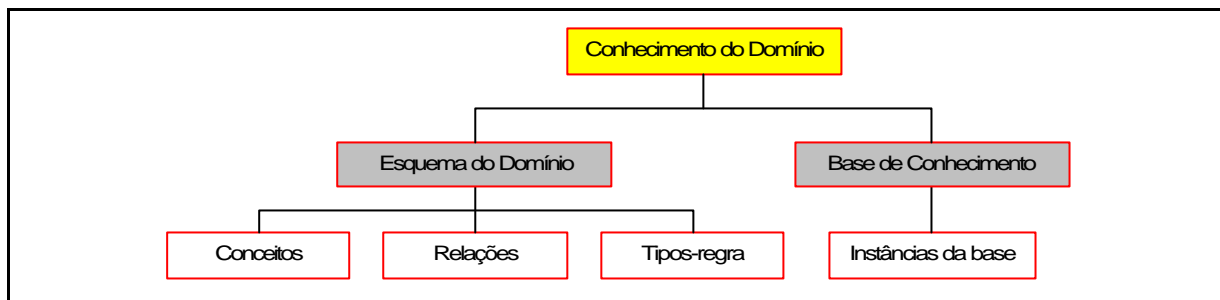 Conhecimento do Domínio
Esquema do Domínio
Base de Conhecimento
Conceitos
Relações
Tipos-regra
Instâncias da base